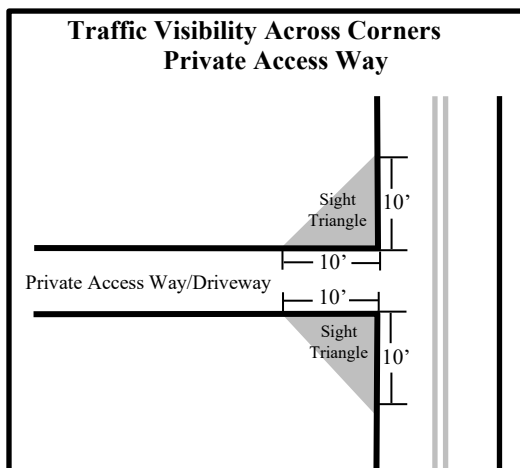 Traffic Visibility Across Corners
Private Access Way
Sight
Triangle
10’
10’
Private Access Way/Driveway
10’
Sight
Triangle
10’